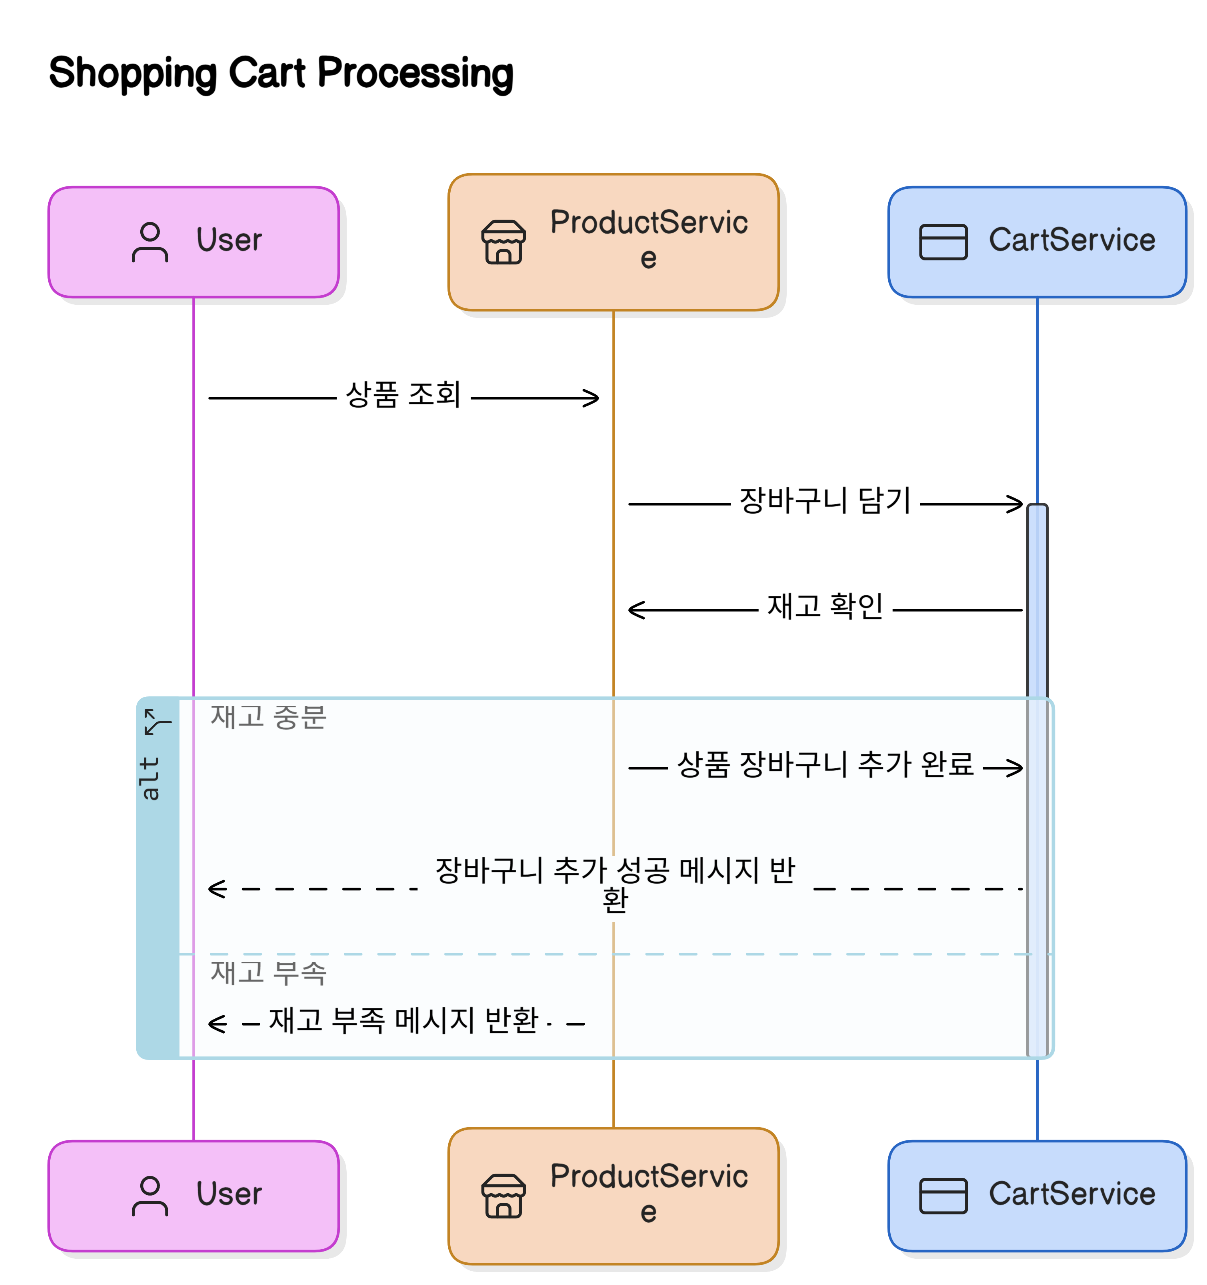 Shopping Cart Processing
User
ProductServic
e
CartService
상품 조회
장바구니 담기
재고 확인
alt
재고 충분
상품 장바구니 추가 완료
장바구니 추가 성공 메시지 반
환
재고 부족
재고 부족 메시지 반환
User
ProductServic
e
CartService